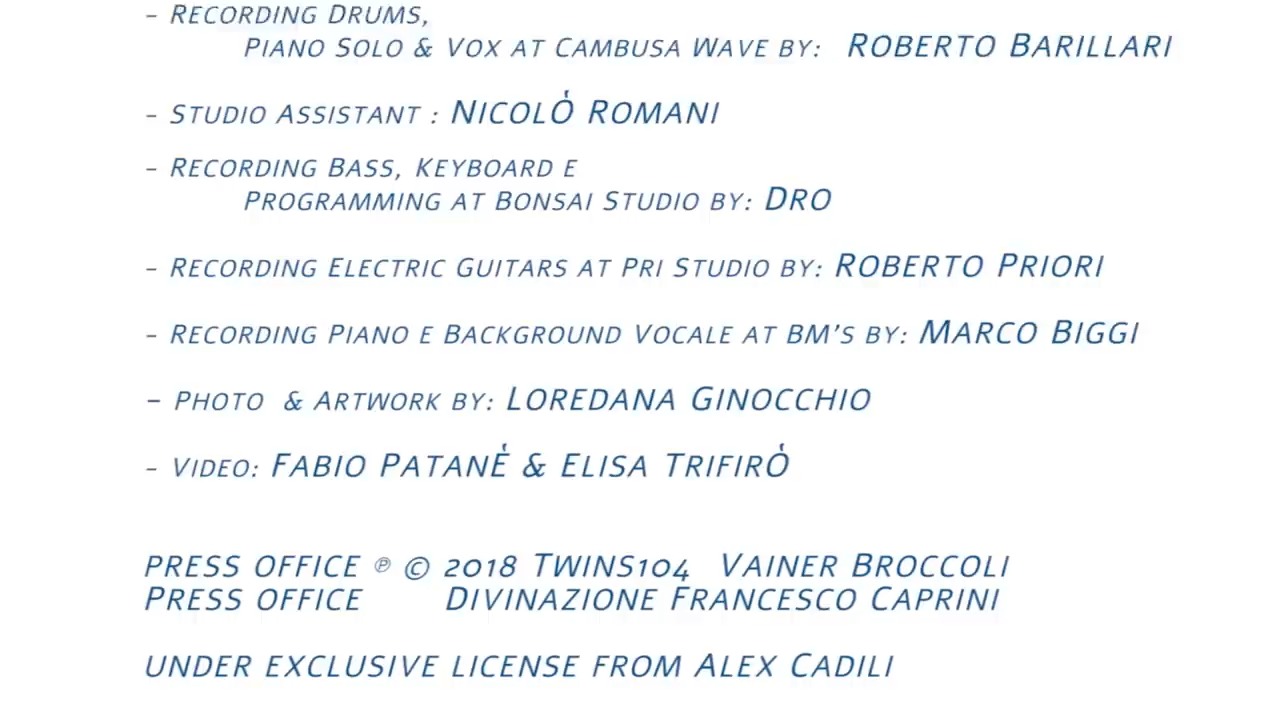 – Recording Drums,
Piano Solo & Vox at Cambusa Wave by: Roberto Barillari
– Studio Assistant : Nicolò Romani
– Recording Bass, Keyboard e
Programming at Bonsai Studio by: Dro
– Recording Electric Guitars at Pri Studio by: Roberto Priori
– Recording Piano e Background Vocale at BM’s by: Marco Biggi
– Photo & Artwork by: Loredana Ginocchio
– Video: Fabio Patanè & Elisa Trifirò
press office ℗ © 2018 Twins104 Vainer Broccoli
Press office Divinazione Francesco Caprini
under exclusive license from Alex Cadili